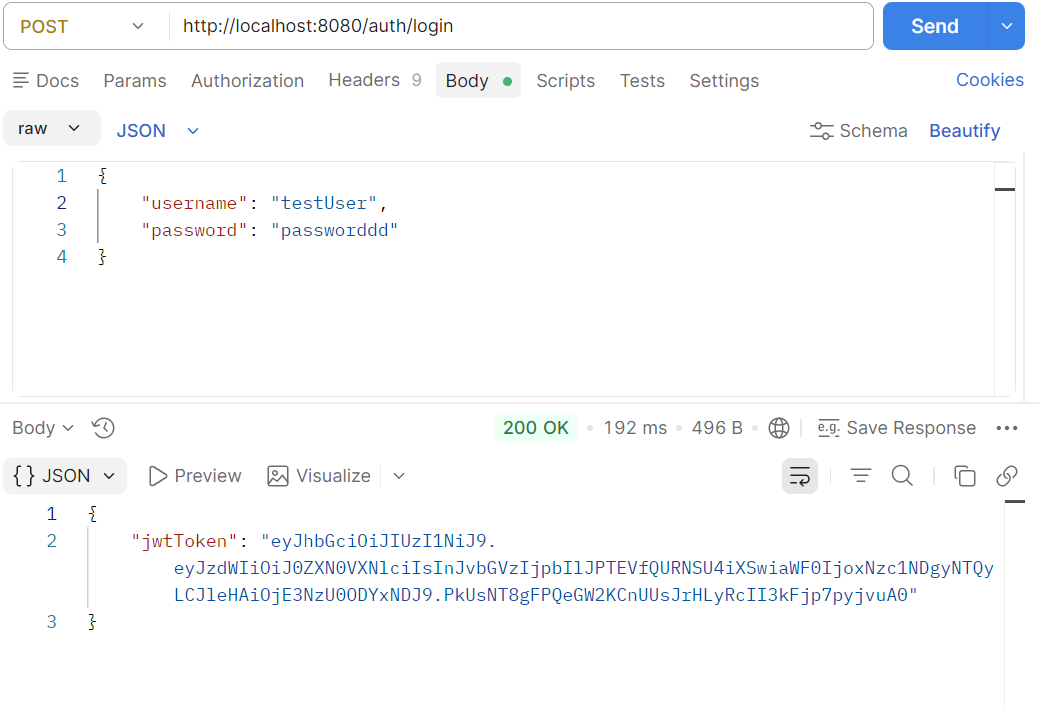 POST http://localhost:8080/auth/login Send
Docs Params Authorization Headers 9 Body Scripts Tests Settings Cookies
raw JSON Schema Beautify
1 {
2 "username": "testUser",
3 "password": "passworddd"
4 }
Body 200 OK • 192 ms • 496 B • e.g. Save Response
{} JSON Preview Visualize
1 {
2 "jwtToken": "eyJhbGciOiJIUzI1NiJ9.
eyJzdWIiOiJ0ZXN0VXNlciIsInJvbGVzIjpbIlJPTEVfQURNSU4iXSwiaWF0IjoxNzc1NDgyNTQy
LCJleHAiOjE3NzU0ODYxNDJ9.PkUsNT8gFPQeGW2KCnUUsJrHLyRcII3kFjp7pyjvuA0"
3 }